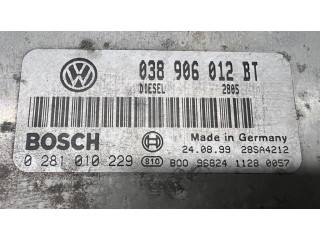 038 906 012 BT
DIESEL 2805
BOSCH
Made in Germany
24.08.99 28SA4212
0 281 010 229 810 B00 96824 1128 0057